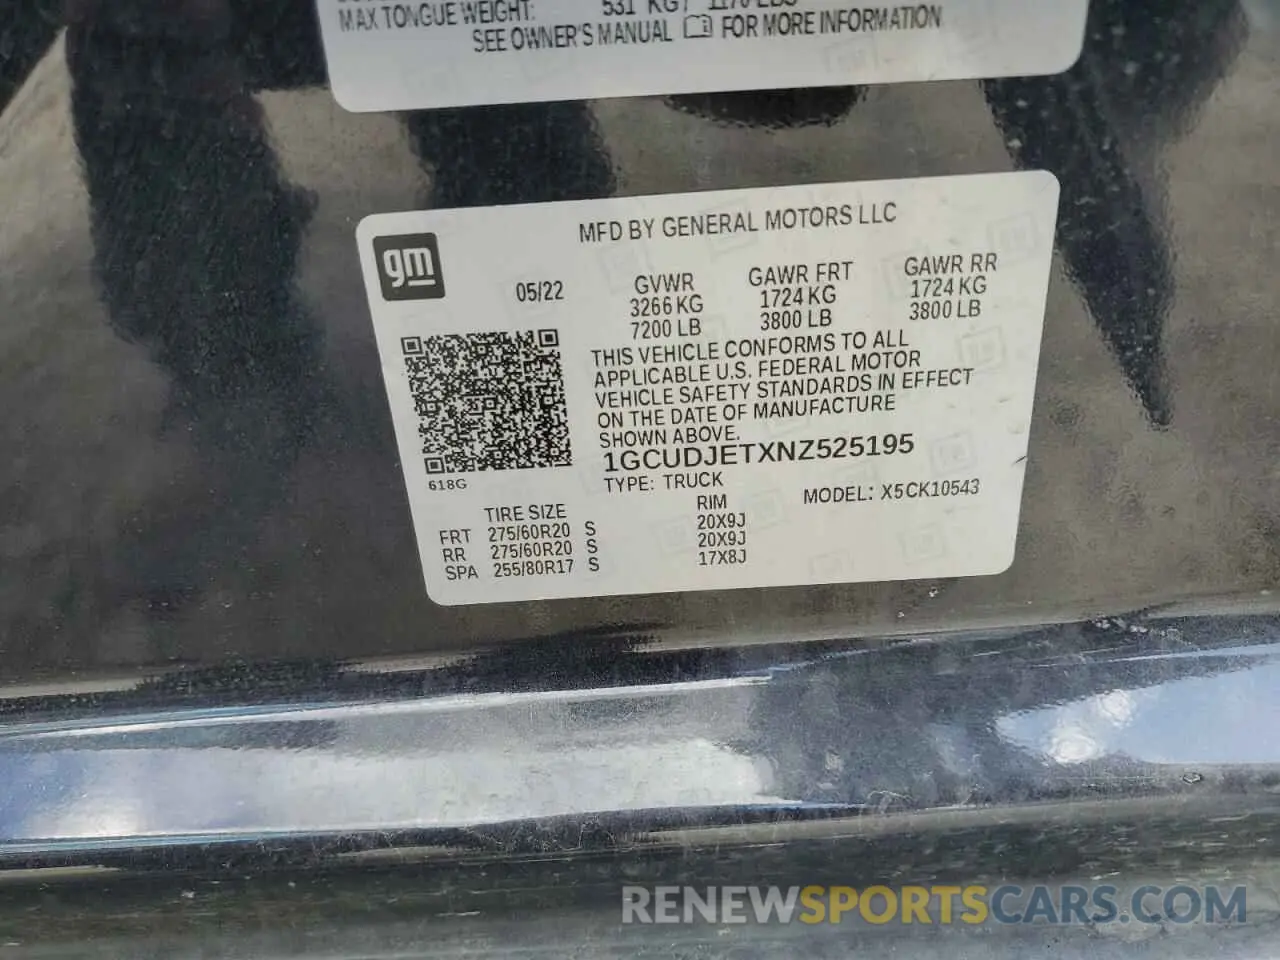 MAX TONGUE WEIGHT: 531 KG / 1170 LBS
SEE OWNER'S MANUAL FOR MORE INFORMATION
gm
MFD BY GENERAL MOTORS LLC
05/22
GVWR GAWR FRT GAWR RR
3266 KG 1724 KG 1724 KG
7200 LB 3800 LB 3800 LB
THIS VEHICLE CONFORMS TO ALL
APPLICABLE U.S. FEDERAL MOTOR
VEHICLE SAFETY STANDARDS IN EFFECT
ON THE DATE OF MANUFACTURE
SHOWN ABOVE.
1GCUDJETXNZ525195
618G
TYPE: TRUCK MODEL: X5CK10543
TIRE SIZE RIM
FRT 275/60R20 S 20X9J
RR 275/60R20 S 20X9J
SPA 255/80R17 S 17X8J
RENEWSPORTSCARS.COM